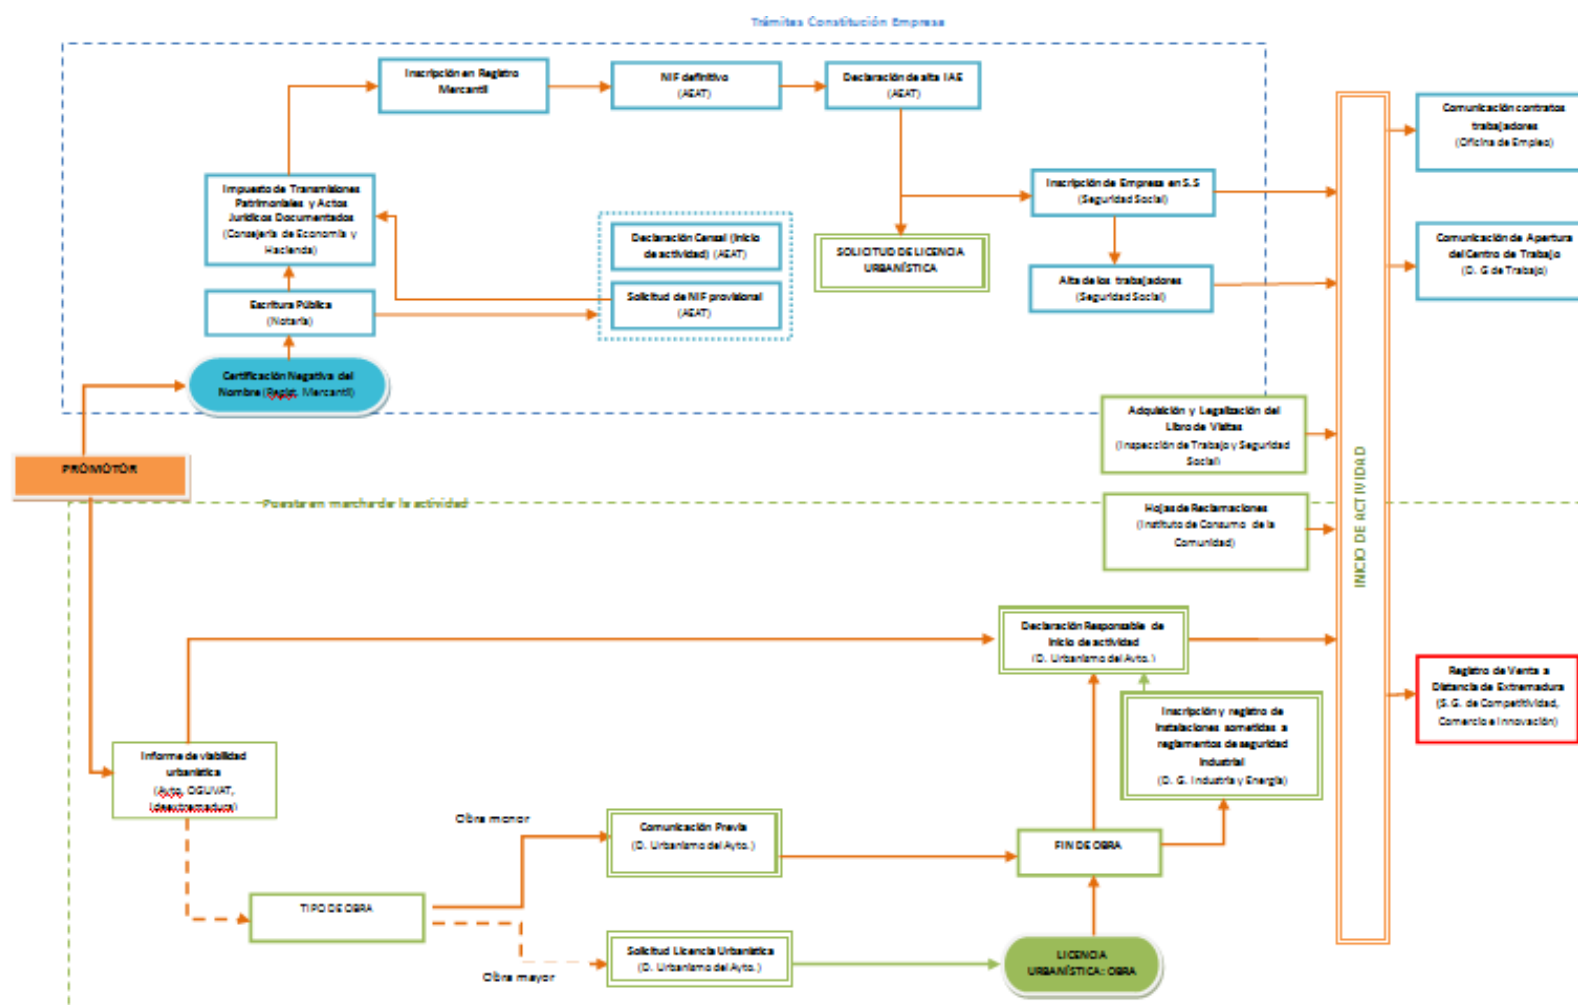 Trámites Constitución Empresa
Inscripción en Registro
Mercantil
NIF definitivo
(AEAT)
Declaración de alta IAE
(AEAT)
Comunicación contratos
trabajadores
(Oficina de Empleo)
Impuesto de Transmisiones
Patrimoniales y Actos
Jurídicos Documentados
(Consejería de Economía y
Hacienda)
Inscripción de Empresa en S.S
(Seguridad Social)
Declaración Censal (Inicio
de actividad) (AEAT)
SOLICITUD DE LICENCIA
URBANÍSTICA
Comunicación de Apertura
del Centro de Trabajo
(D. G de Trabajo)
Escritura Pública
(Notaría)
Solicitud de NIF provisional
(AEAT)
Alta de los trabajadores
(Seguridad Social)
Certificación Negativa del
Nombre (Regist. Mercantil)
Adquisición y Legalización del
Libro de Visitas
(Inspección de Trabajo y Seguridad
Social)
PROMOTOR
Puesta en marcha de la actividad
Hojas de Reclamaciones
(Instituto de Consumo de la
Comunidad)
INICIO DE ACTIVIDAD
Declaración Responsable de
Inicio de actividad
(D. Urbanismo del Ayto.)
Registro de Venta a
Distancia de Extremadura
(S.G. de Competitividad,
Comercio e Innovación)
Inscripción y registro de
Instalaciones sometidas a
reglamentos de seguridad
Industrial
(D. G. Industria y Energía)
Informe de viabilidad
urbanística
(Ayto, OGUVAT,
Ideextremadura)
Obra menor
Comunicación Previa
(D. Urbanismo del Ayto.)
FIN DE OBRA
TIPO DE OBRA
Solicitud Licencia Urbanística
(D. Urbanismo del Ayto.)
Obra mayor
LICENCIA
URBANÍSTICA: OBRA